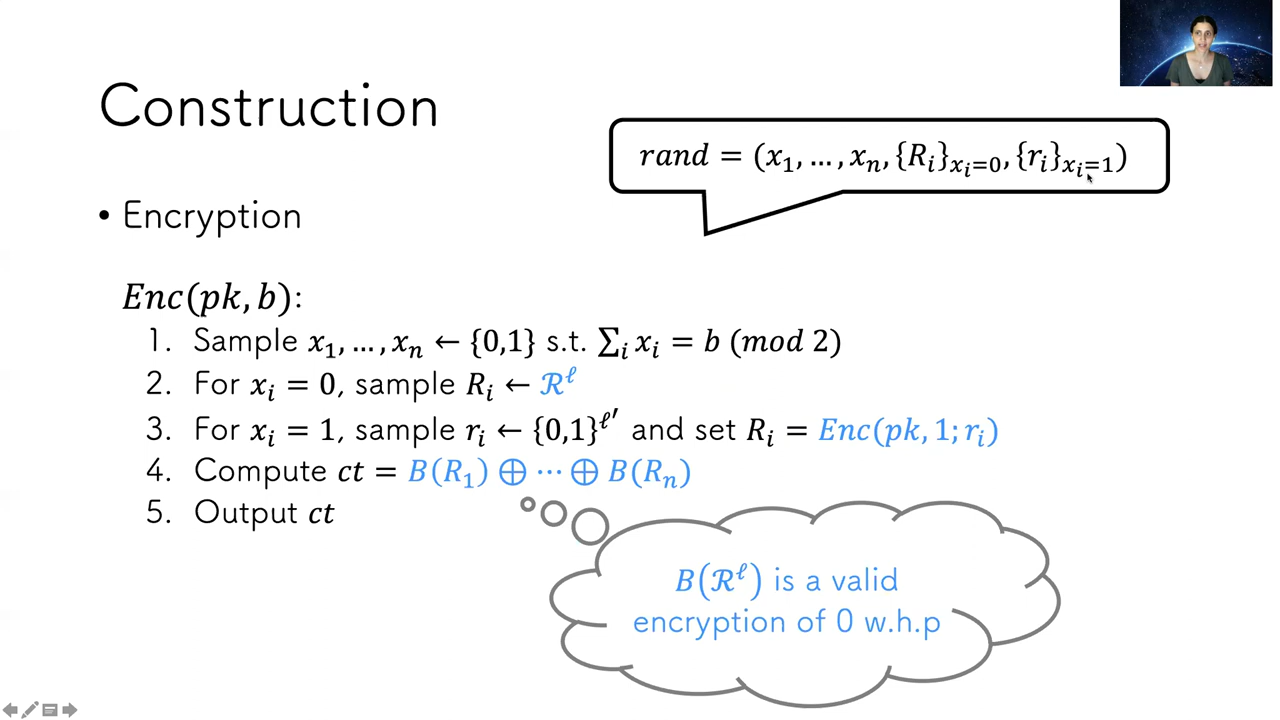 Construction
rand = (x₁, …, xₙ, {Rᵢ}ₓᵢ₌₀, {rᵢ}ₓᵢ₌₁)
• Encryption
Enc(pk, b):
1. Sample x₁, …, xₙ ← {0,1} s.t. ∑ᵢ xᵢ = b (mod 2)
2. For xᵢ = 0, sample Rᵢ ← ℛ^ℓ
3. For xᵢ = 1, sample rᵢ ← {0,1}^ℓ′ and set Rᵢ = Enc(pk, 1; rᵢ)
4. Compute ct = B(R₁) ⊕ ⋯ ⊕ B(Rₙ)
5. Output ct
B(ℛ^ℓ) is a valid
encryption of 0 w.h.p